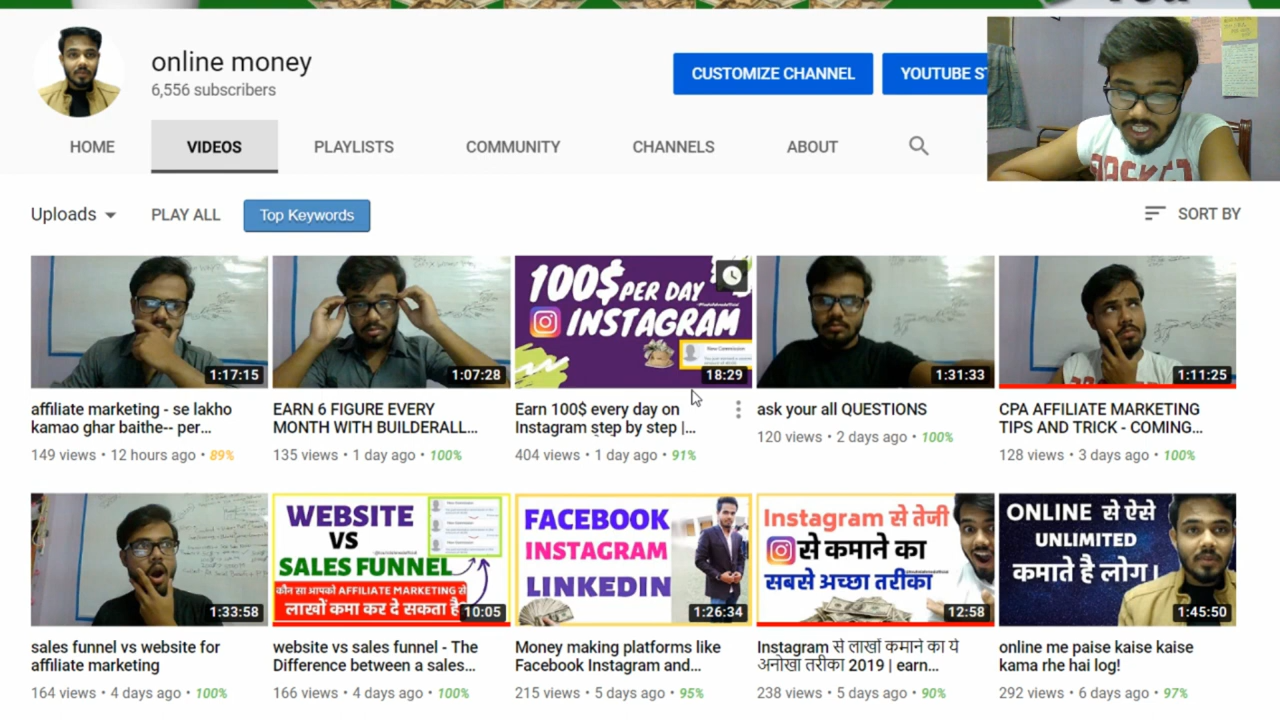 online money
6,556 subscribers
CUSTOMIZE CHANNEL
YOUTUBE ST
HOME
VIDEOS
PLAYLISTS
COMMUNITY
CHANNELS
ABOUT
Uploads
PLAY ALL
Top Keywords
SORT BY
1:17:15
affiliate marketing - se lakho
kamao ghar baithe-- per...
149 views • 12 hours ago • 89%
1:07:28
EARN 6 FIGURE EVERY
MONTH WITH BUILDERALL...
135 views • 1 day ago • 100%
100$ PER DAY
INSTAGRAM
18:29
Earn 100$ every day on
Instagram step by step |...
404 views • 1 day ago • 91%
1:31:33
ask your all QUESTIONS
120 views • 2 days ago • 100%
1:11:25
CPA AFFILIATE MARKETING
TIPS AND TRICK - COMING...
128 views • 3 days ago • 100%
1:33:58
sales funnel vs website for
affiliate marketing
164 views • 4 days ago • 100%
WEBSITE
VS
SALES FUNNEL
कौन सा आपको AFFILIATE MARKETING से
लाखों कमा कर दे सकता है
10:05
website vs sales funnel - The
Difference between a sales...
166 views • 4 days ago • 100%
FACEBOOK
INSTAGRAM
LINKEDIN
1:26:34
Money making platforms like
Facebook Instagram and...
215 views • 5 days ago • 95%
Instagram से तेजी
से कमाने का
सबसे अच्छा तरीका
12:58
Instagram से लाखों कमाने का ये
अनोखा तरीका 2019 | earn...
238 views • 5 days ago • 90%
ONLINE से ऐसे
UNLIMITED
कमाते है लोग।
1:45:50
online me paise kaise kaise
kama rhe hai log!
292 views • 6 days ago • 97%